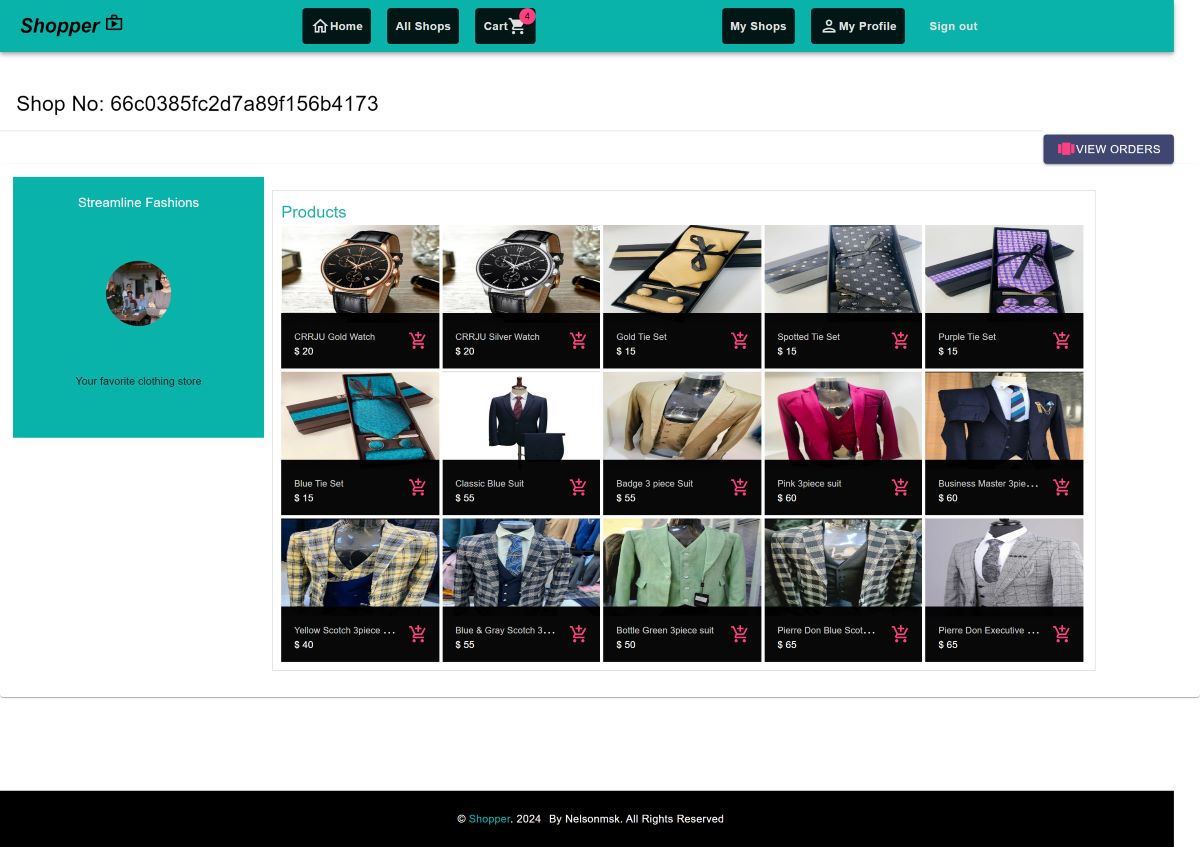 Shopper
Home
All Shops
Cart
4
My Shops
My Profile
Sign out
Shop No: 66c0385fc2d7a89f156b4173
VIEW ORDERS
Streamline Fashions
Your favorite clothing store
Products
CRRJU Gold Watch
$ 20
CRRJU Silver Watch
$ 20
Gold Tie Set
$ 15
Spotted Tie Set
$ 15
Purple Tie Set
$ 15
Blue Tie Set
$ 15
Classic Blue Suit
$ 55
Badge 3 piece Suit
$ 55
Pink 3piece suit
$ 60
Business Master 3pie...
$ 60
Yellow Scotch 3piece ...
$ 40
Blue & Gray Scotch 3...
$ 55
Bottle Green 3piece suit
$ 50
Pierre Don Blue Scot...
$ 65
Pierre Don Executive ...
$ 65
© Shopper. 2024 By Nelsonmsk. All Rights Reserved